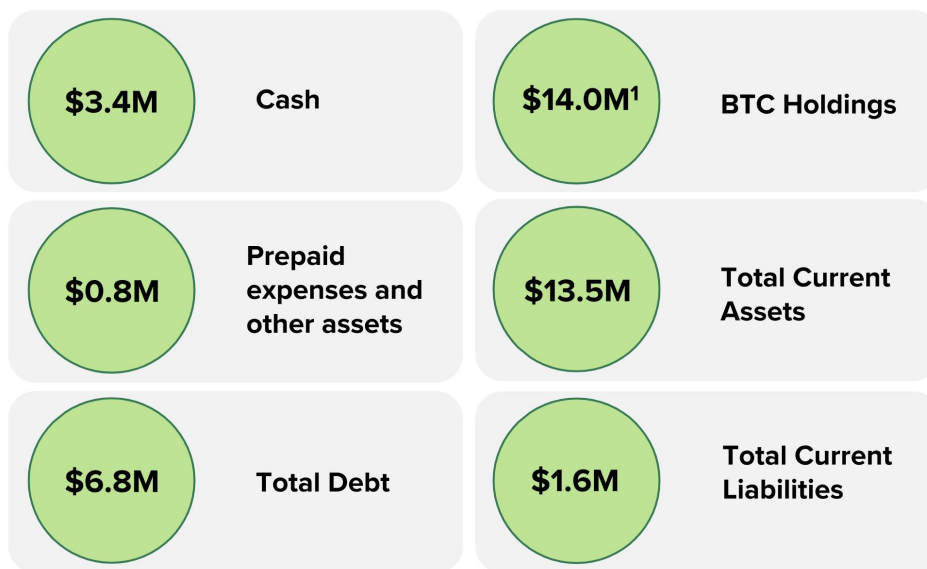 $3.4M
Cash
$14.0M¹
BTC Holdings
$0.8M
Prepaid
expenses and
other assets
$13.5M
Total Current
Assets
$6.8M
Total Debt
$1.6M
Total Current
Liabilities